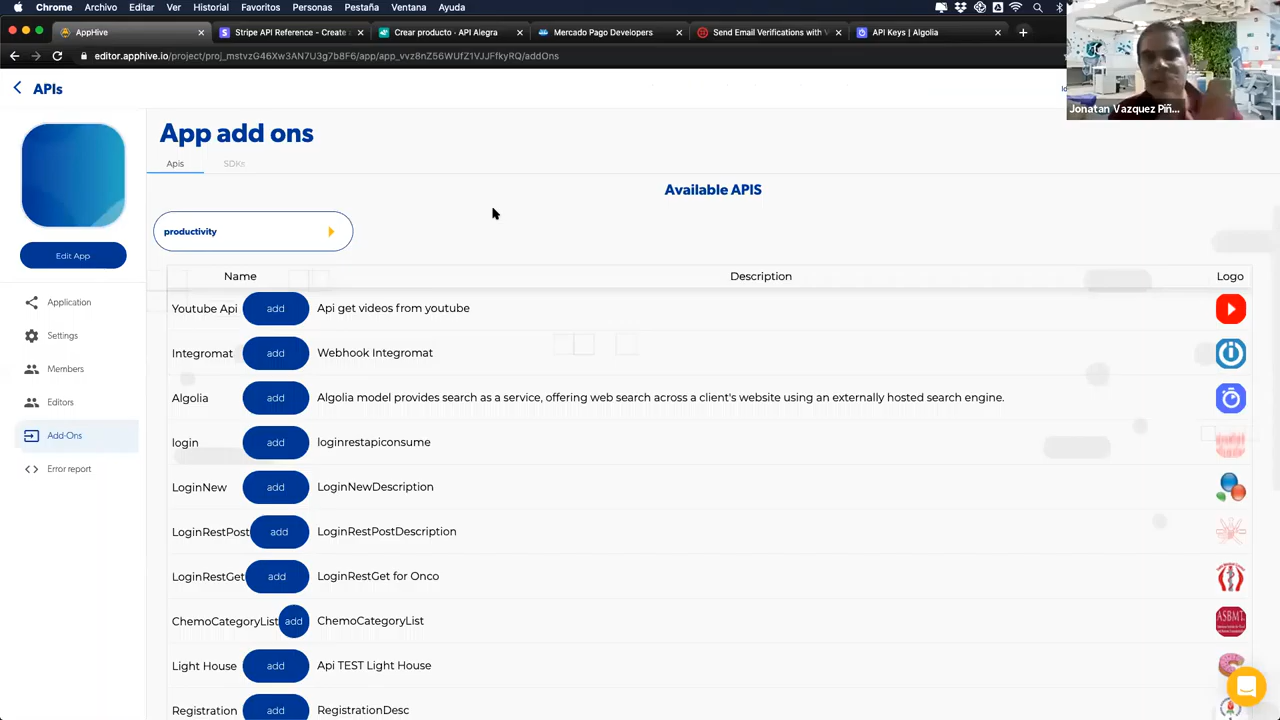 Chrome Archivo Editar Ver Historial Favoritos Personas Pestaña Ventana Ayuda
AppHive
Stripe API Reference - Create
Crear producto · API Alegra
Mercado Pago Developers
Send Email Verifications with
API Keys | Algolia
editor.apphive.io/project/proj_mstvzG46Xw3AN7U3g7b8F6/app/app_vvz8nZ56WUfZ1VJJFfkyRQ/addOns
APIs
Jonatan Vazquez Piñ...
App add ons
Apis SDKs
Available APIS
productivity
Edit App
Application
Settings
Members
Editors
Add-Ons
Error report
Name Description Logo
Youtube Api add Api get videos from youtube
Integromat add Webhook Integromat
Algolia add Algolia model provides search as a service, offering web search across a client's website using an externally hosted search engine.
login add loginrestapiconsume
LoginNew add LoginNewDescription
LoginRestPost add LoginRestPostDescription
LoginRestGet add LoginRestGet for Onco
ChemoCategoryList add ChemoCategoryList
ASBMT
Light House add Api TEST Light House
Registration add RegistrationDesc